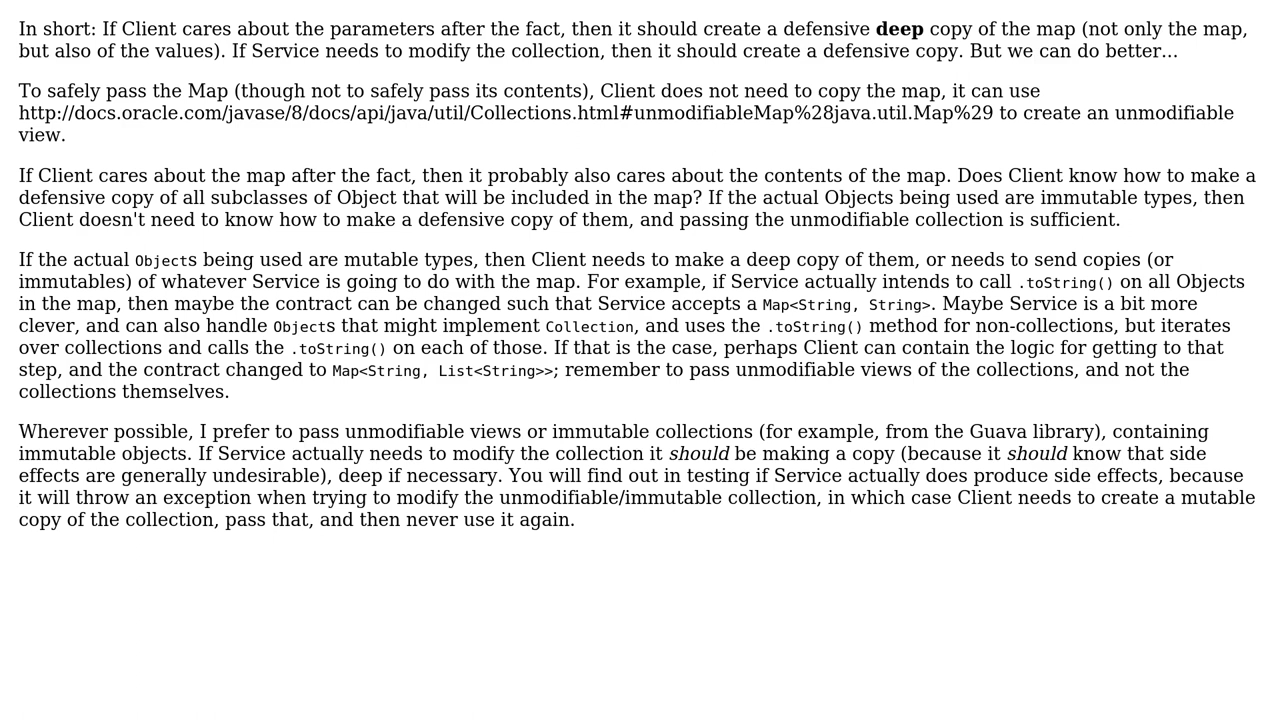 In short: If Client cares about the parameters after the fact, then it should create a defensive deep copy of the map (not only the map,
but also of the values). If Service needs to modify the collection, then it should create a defensive copy. But we can do better...
To safely pass the Map (though not to safely pass its contents), Client does not need to copy the map, it can use
http://docs.oracle.com/javase/8/docs/api/java/util/Collections.html#unmodifiableMap%28java.util.Map%29 to create an unmodifiable
view.
If Client cares about the map after the fact, then it probably also cares about the contents of the map. Does Client know how to make a
defensive copy of all subclasses of Object that will be included in the map? If the actual Objects being used are immutable types, then
Client doesn't need to know how to make a defensive copy of them, and passing the unmodifiable collection is sufficient.
If the actual Objects being used are mutable types, then Client needs to make a deep copy of them, or needs to send copies (or
immutables) of whatever Service is going to do with the map. For example, if Service actually intends to call .toString() on all Objects
in the map, then maybe the contract can be changed such that Service accepts a Map<String, String>. Maybe Service is a bit more
clever, and can also handle Objects that might implement Collection, and uses the .toString() method for non-collections, but iterates
over collections and calls the .toString() on each of those. If that is the case, perhaps Client can contain the logic for getting to that
step, and the contract changed to Map<String, List<String>>; remember to pass unmodifiable views of the collections, and not the
collections themselves.
Wherever possible, I prefer to pass unmodifiable views or immutable collections (for example, from the Guava library), containing
immutable objects. If Service actually needs to modify the collection it should be making a copy (because it should know that side
effects are generally undesirable), deep if necessary. You will find out in testing if Service actually does produce side effects, because
it will throw an exception when trying to modify the unmodifiable/immutable collection, in which case Client needs to create a mutable
copy of the collection, pass that, and then never use it again.